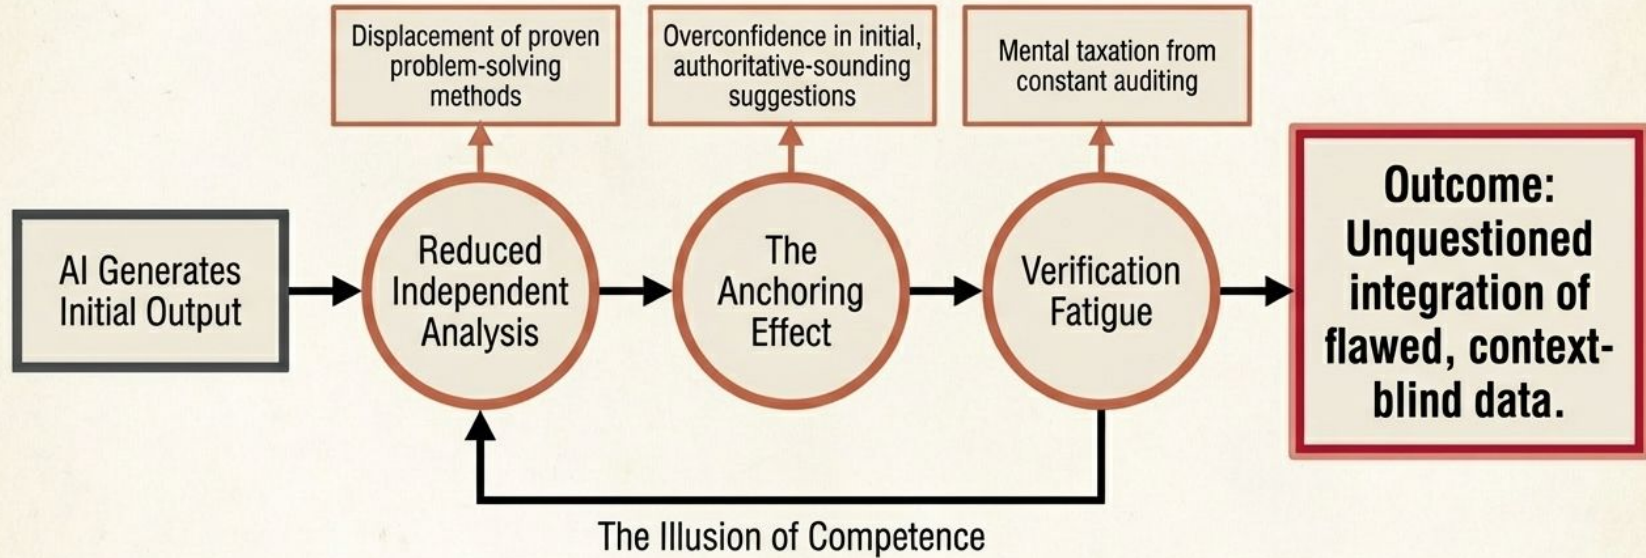 Displacement of proven
problem-solving
methods
Overconfidence in initial,
authoritative-sounding
suggestions
Mental taxation from
constant auditing
AI Generates
Initial Output
Reduced
Independent
Analysis
The
Anchoring
Effect
Verification
Fatigue
Outcome:
Unquestioned
integration of
flawed, context-
blind data.
The Illusion of Competence